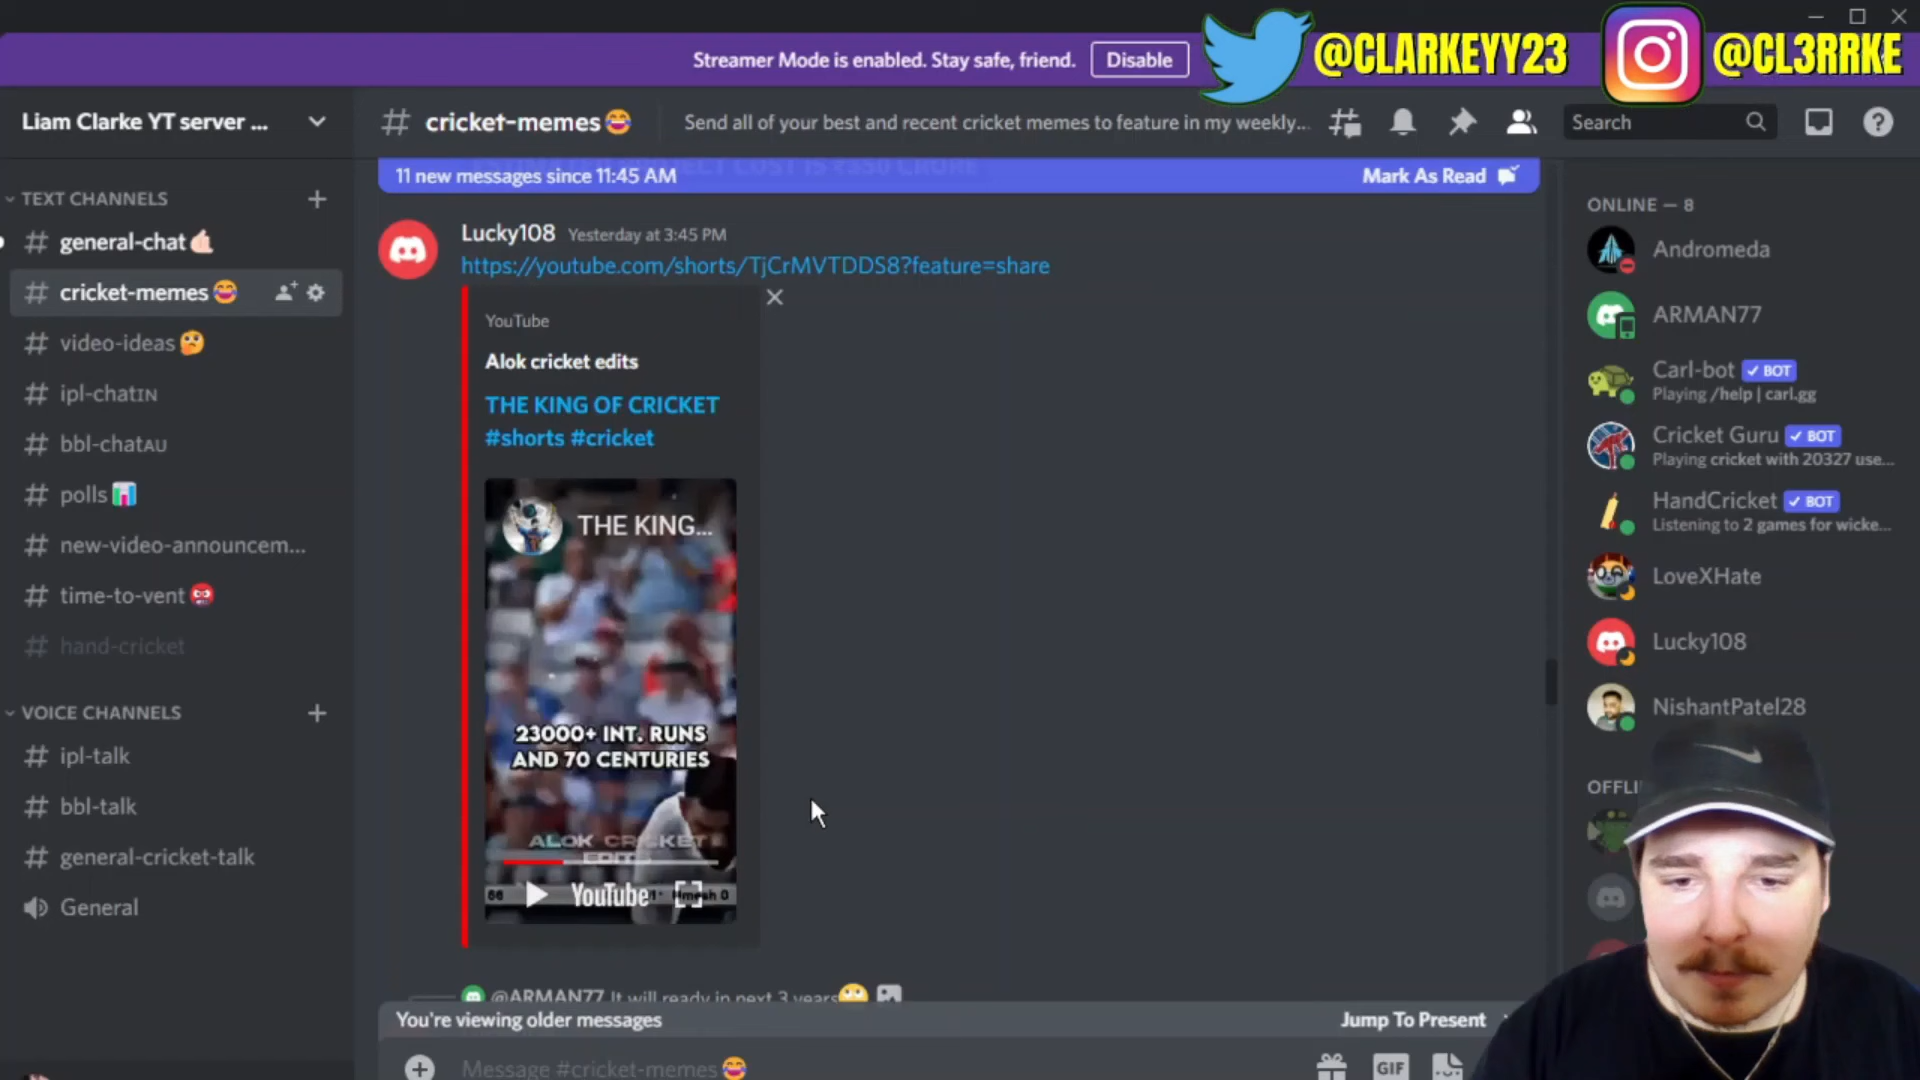 Streamer Mode is enabled. Stay safe, friend.
Disable
@CLARKEYY23
@CL3RRKE
Liam Clarke YT server ...
# cricket-memes😂
Send all of your best and recent cricket memes to feature in my weekly...
Search
11 new messages since 11:45 AM
Mark As Read
TEXT CHANNELS
# general-chat🤙🏻
# cricket-memes😂
# video-ideas🤔
# ipl-chatIN
# bbl-chatAU
# polls📊
# new-video-announcem...
# time-to-vent👹
# hand-cricket
VOICE CHANNELS
# ipl-talk
# bbl-talk
# general-cricket-talk
General
Lucky108 Yesterday at 3:45 PM
https://youtube.com/shorts/TjCrMVTDDS8?feature=share
YouTube
Alok cricket edits
THE KING OF CRICKET
#shorts #cricket
THE KING...
23000+ INT. RUNS
AND 70 CENTURIES
ALOK CRICKET
EDIT
YouTube
@ARMAN77 It will ready in next 3 years🙄
You're viewing older messages
Jump To Present
Message #cricket-memes😂
GIF
ONLINE — 8
Andromeda
ARMAN77
Carl-bot ✓ BOT
Playing /help | carl.gg
Cricket Guru ✓ BOT
Playing cricket with 20327 use...
HandCricket ✓ BOT
Listening to 2 games for wicke...
LoveXHate
Lucky108
NishantPatel28
OFFLI